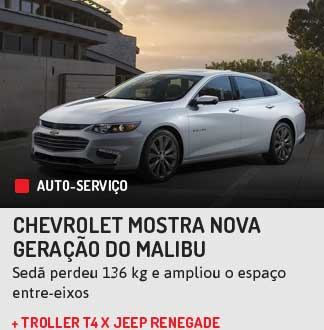 AUTO-SERVIÇO
CHEVROLET MOSTRA NOVA
GERAÇÃO DO MALIBU
Sedã perdeu 136 kg e ampliou o espaço
entre-eixos
+ TROLLER T4 X JEEP RENEGADE